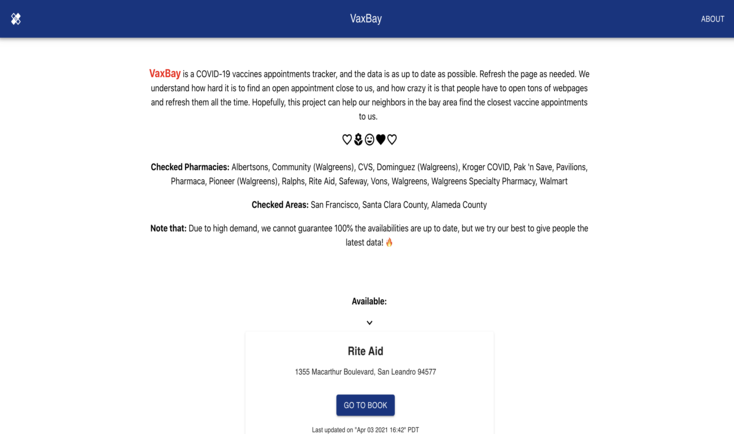 VaxBay
ABOUT
VaxBay is a COVID-19 vaccines appointments tracker, and the data is as up to date as possible. Refresh the page as needed. We
understand how hard it is to find an open appointment close to us, and how crazy it is that people have to open tons of webpages
and refresh them all the time. Hopefully, this project can help our neighbors in the bay area find the closest vaccine appointments
to us.
Checked Pharmacies: Albertsons, Community (Walgreens), CVS, Dominguez (Walgreens), Kroger COVID, Pak 'n Save, Pavilions,
Pharmaca, Pioneer (Walgreens), Ralphs, Rite Aid, Safeway, Vons, Walgreens, Walgreens Specialty Pharmacy, Walmart
Checked Areas: San Francisco, Santa Clara County, Alameda County
Note that: Due to high demand, we cannot guarantee 100% the availabilities are up to date, but we try our best to give people the
latest data! 🔥
Available:
Rite Aid
1355 Macarthur Boulevard, San Leandro 94577
GO TO BOOK
Last updated on "Apr 03 2021 16:42" PDT